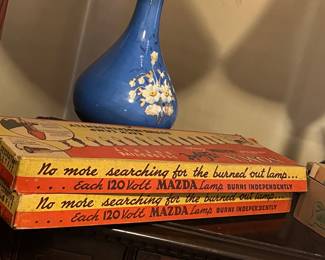 No more searching for the burned out lamp...
... Each 120 Volt MAZDA Lamp BURNS INDEPENDENTLY
No more searching for the burned out lamp...
... Each 120 Volt MAZDA Lamp BURNS INDEPENDENTLY